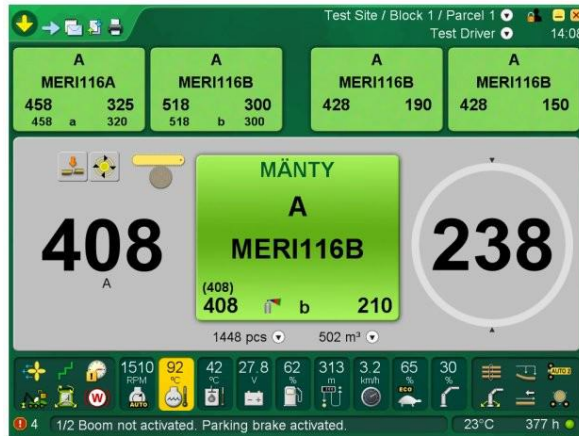 Test Site / Block 1 / Parcel 1
Test Driver 14:08
A A A A
MERI116A MERI116B MERI116B MERI116B
458 325 518 300 428 190 428 150
458 a 320 518 b 300
MÄNTY
A
408 MERI116B 238
A
(408)
408 b 210
1448 pcs 502 m³
1510 92 42 27.8 62 313 3.2 65 30
RPM °C °C V % m km/h % %
AUTO ECO AUTO 2
W
4 1/2 Boom not activated. Parking brake activated. 23°C 377 h